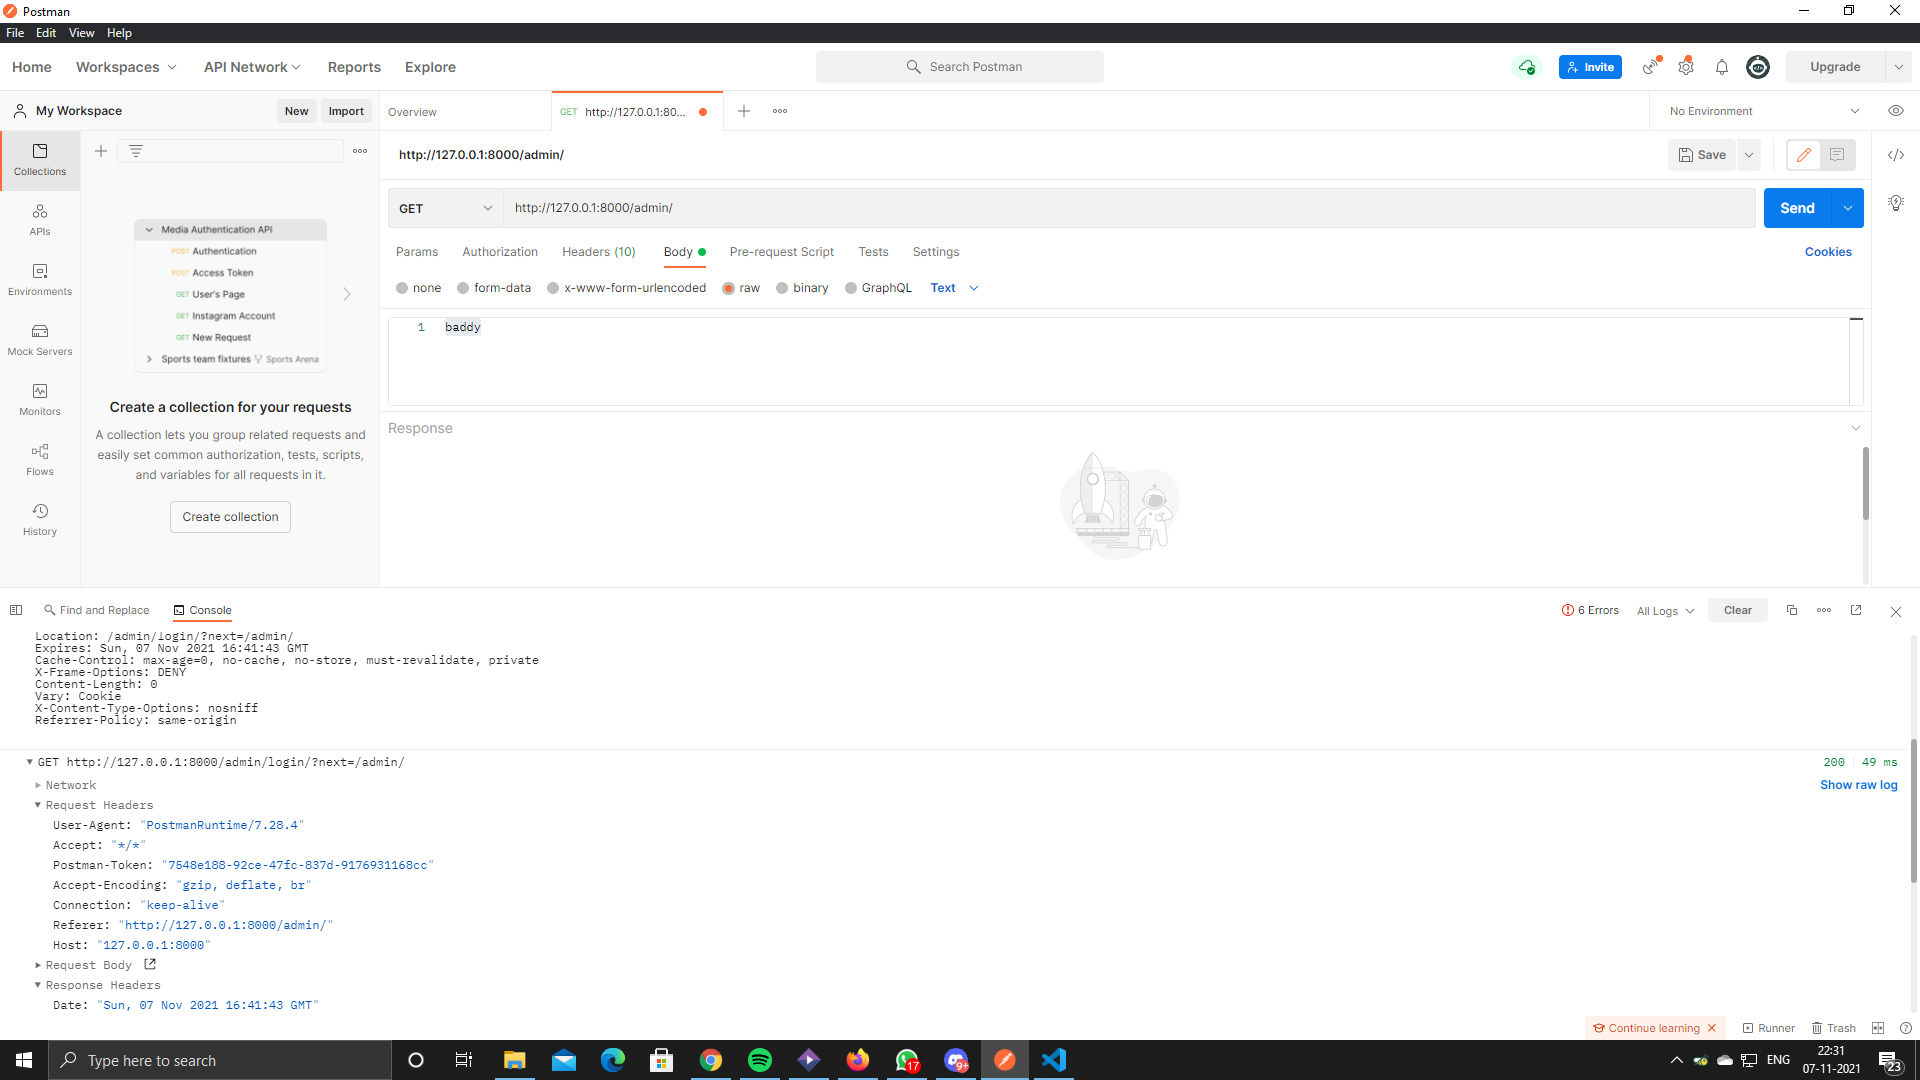 Postman
File Edit View Help
Home Workspaces API Network Reports Explore Search Postman Invite Upgrade
My Workspace New Import Overview GET http://127.0.0.1:80... No Environment
Collections
APIs
Environments
Mock Servers
Monitors
Flows
History
Media Authentication API
POST Authentication
POST Access Token
GET User's Page
GET Instagram Account
GET New Request
Sports team fixtures Sports Arena
Create a collection for your requests
A collection lets you group related requests and
easily set common authorization, tests, scripts,
and variables for all requests in it.
Create collection
http://127.0.0.1:8000/admin/ Save
GET http://127.0.0.1:8000/admin/ Send
Params Authorization Headers (10) Body Pre-request Script Tests Settings Cookies
none form-data x-www-form-urlencoded raw binary GraphQL Text
1 baddy
Response
Find and Replace Console 6 Errors All Logs Clear
Location: /admin/login/?next=/admin/
Expires: Sun, 07 Nov 2021 16:41:43 GMT
Cache-Control: max-age=0, no-cache, no-store, must-revalidate, private
X-Frame-Options: DENY
Content-Length: 0
Vary: Cookie
X-Content-Type-Options: nosniff
Referrer-Policy: same-origin
GET http://127.0.0.1:8000/admin/login/?next=/admin/ 200 49 ms
Network Show raw log
Request Headers
User-Agent: "PostmanRuntime/7.28.4"
Accept: "*/*"
Postman-Token: "7548e188-92ce-47fc-837d-9176931168cc"
Accept-Encoding: "gzip, deflate, br"
Connection: "keep-alive"
Referer: "http://127.0.0.1:8000/admin/"
Host: "127.0.0.1:8000"
Request Body
Response Headers
Date: "Sun, 07 Nov 2021 16:41:43 GMT"
Continue learning Runner Trash
Type here to search 17 9+ ENG 22:31
07-11-2021 23